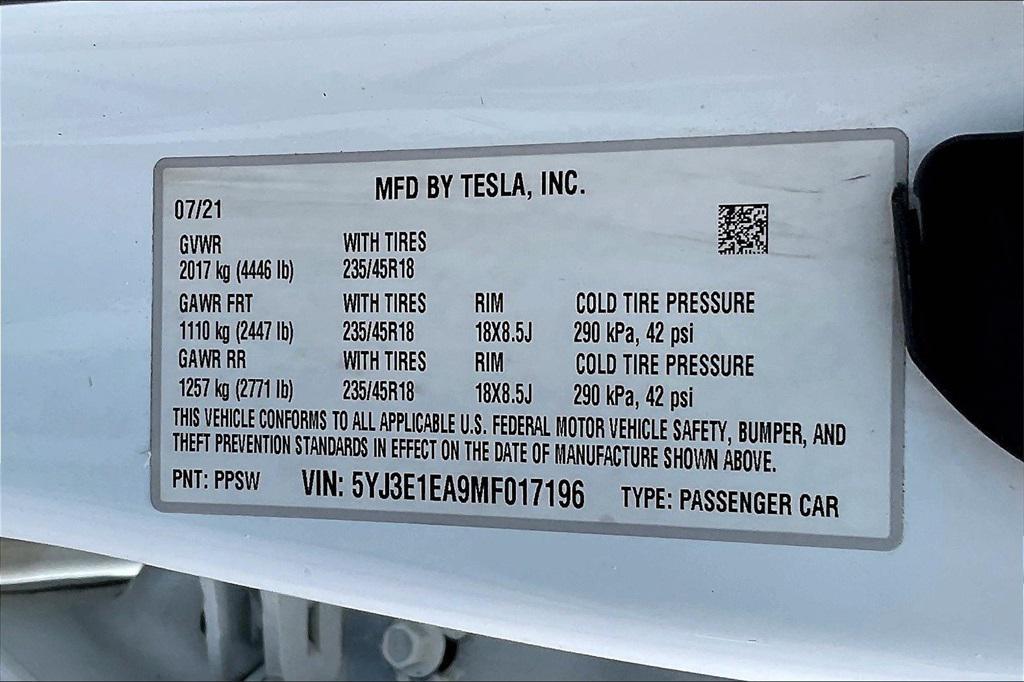 MFD BY TESLA, INC.
07/21
GVWR WITH TIRES
2017 kg (4446 lb) 235/45R18
GAWR FRT WITH TIRES RIM COLD TIRE PRESSURE
1110 kg (2447 lb) 235/45R18 18X8.5J 290 kPa, 42 psi
GAWR RR WITH TIRES RIM COLD TIRE PRESSURE
1257 kg (2771 lb) 235/45R18 18X8.5J 290 kPa, 42 psi
THIS VEHICLE CONFORMS TO ALL APPLICABLE U.S. FEDERAL MOTOR VEHICLE SAFETY, BUMPER, AND
THEFT PREVENTION STANDARDS IN EFFECT ON THE DATE OF MANUFACTURE SHOWN ABOVE.
PNT: PPSW VIN: 5YJ3E1EA9MF017196 TYPE: PASSENGER CAR